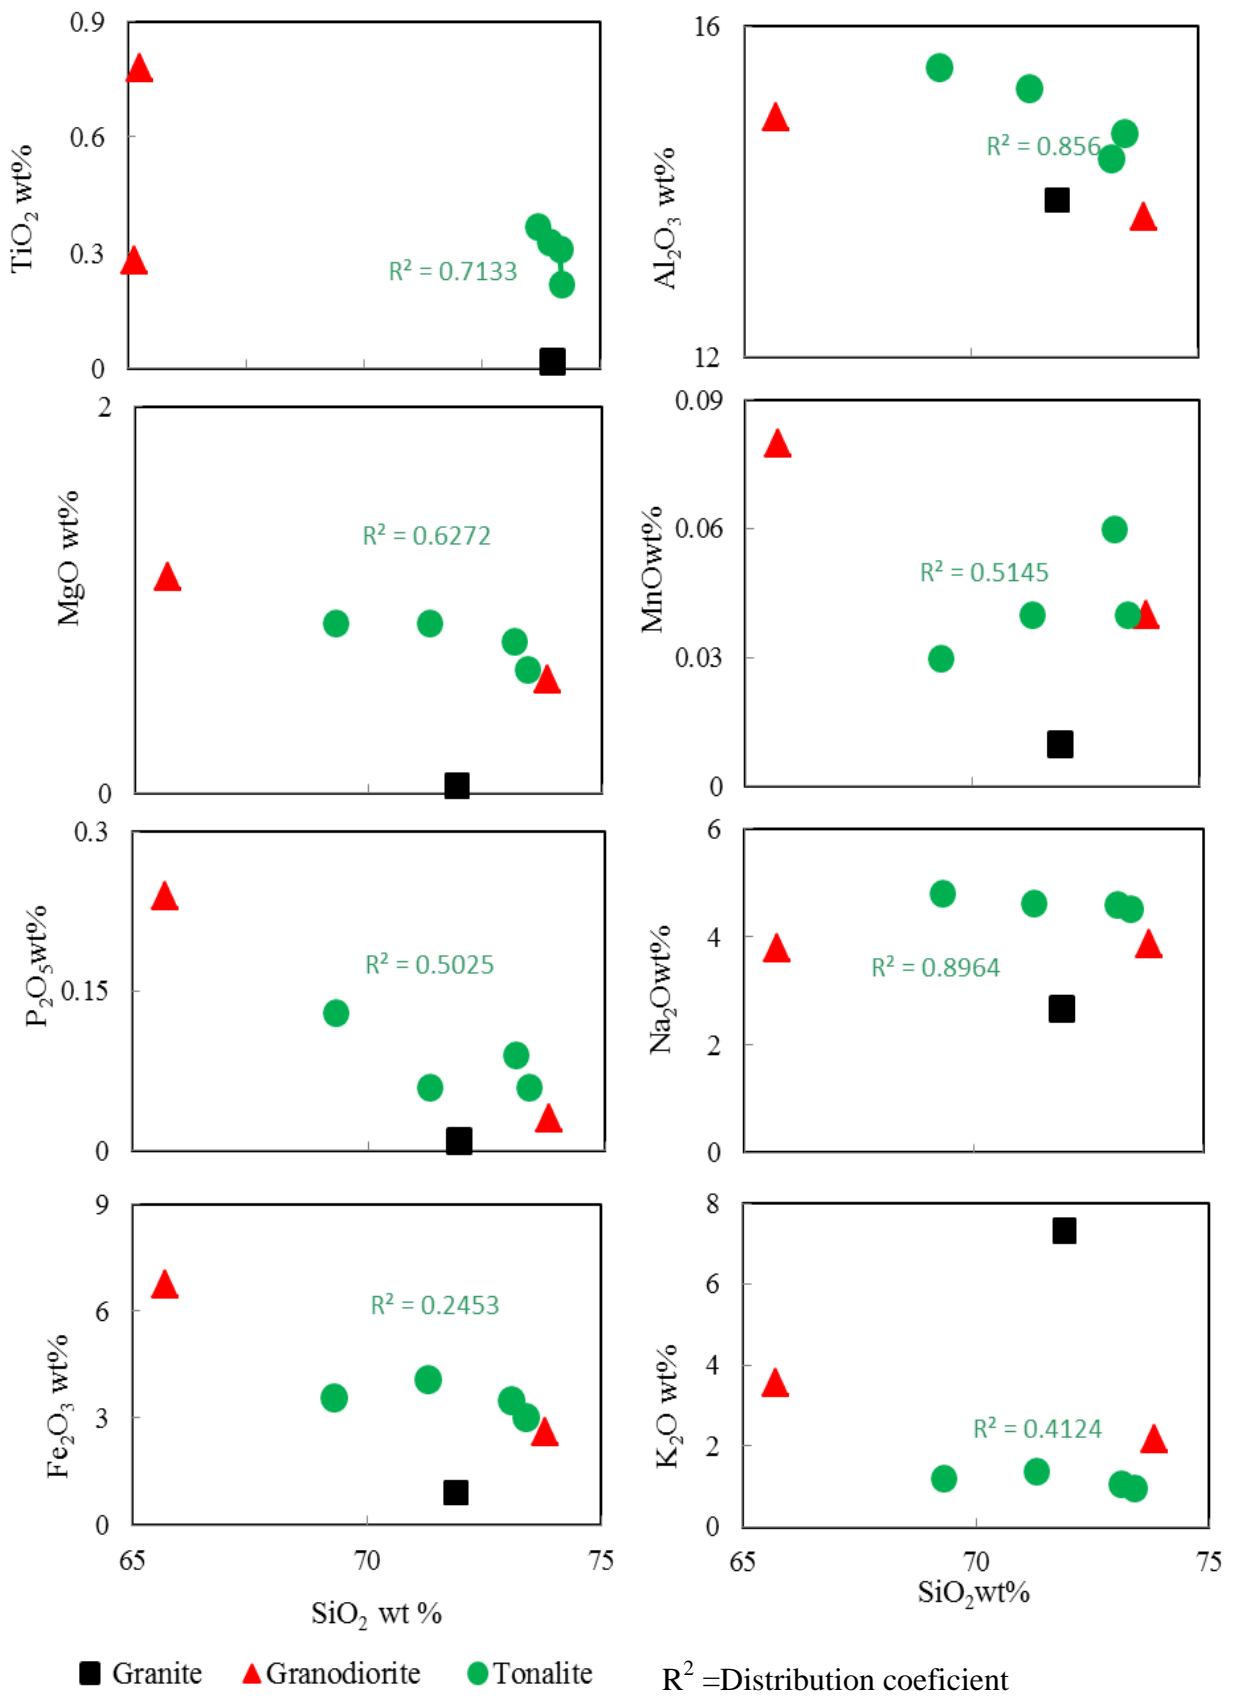 0.9
0.6
0.3
0
TiO₂ wt%
R² = 0.7133
16
12
Al₂O₃ wt%
R² = 0.856
2
0
MgO wt%
R² = 0.6272
0.09
0.06
0.03
0
MnOwt%
R² = 0.5145
0.3
0.15
0
P₂O₅wt%
R² = 0.5025
6
4
2
0
Na₂Owt%
R² = 0.8964
9
6
3
0
Fe₂O₃ wt%
R² = 0.2453
65 70 75
SiO₂ wt %
8
6
4
2
0
K₂O wt%
R² = 0.4124
65 70 75
SiO₂wt%
Granite Granodiorite Tonalite
R² =Distribution coeficient